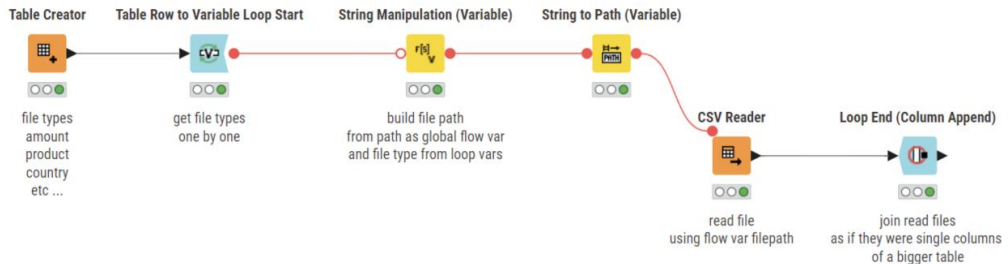 Table Creator
Table Row to Variable Loop Start
String Manipulation (Variable)
String to Path (Variable)
r[s]
V
V
PATH
file types
amount
product
country
etc ...
get file types
one by one
build file path
from path as global flow var
and file type from loop vars
CSV Reader
Loop End (Column Append)
read file
using flow var filepath
join read files
as if they were single columns
of a bigger table